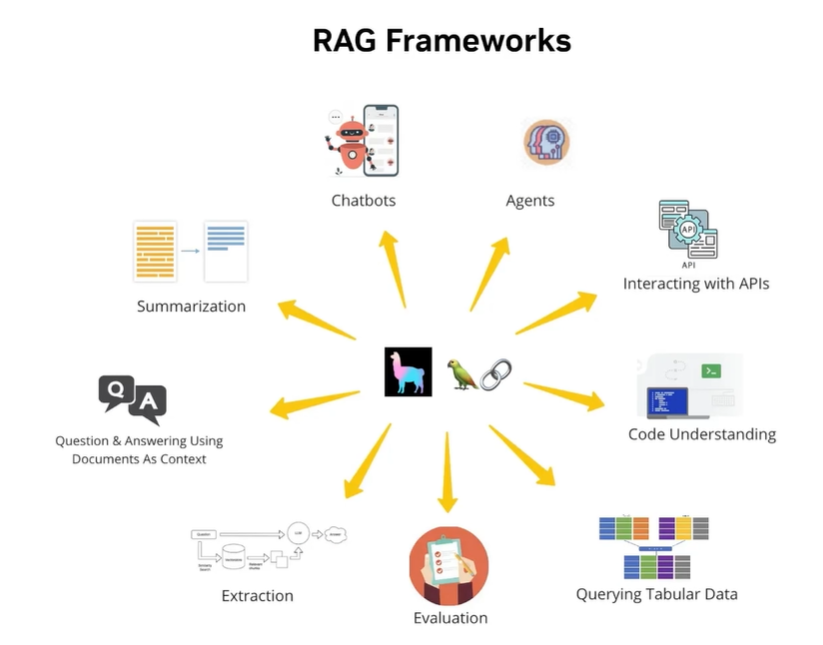 RAG Frameworks
Chatbots
Agents
API
API
Interacting with APIs
Summarization
Q
A
Question & Answering Using
Documents As Context
Code Understanding
Question
LLM
Answer
Extraction
Evaluation
Querying Tabular Data